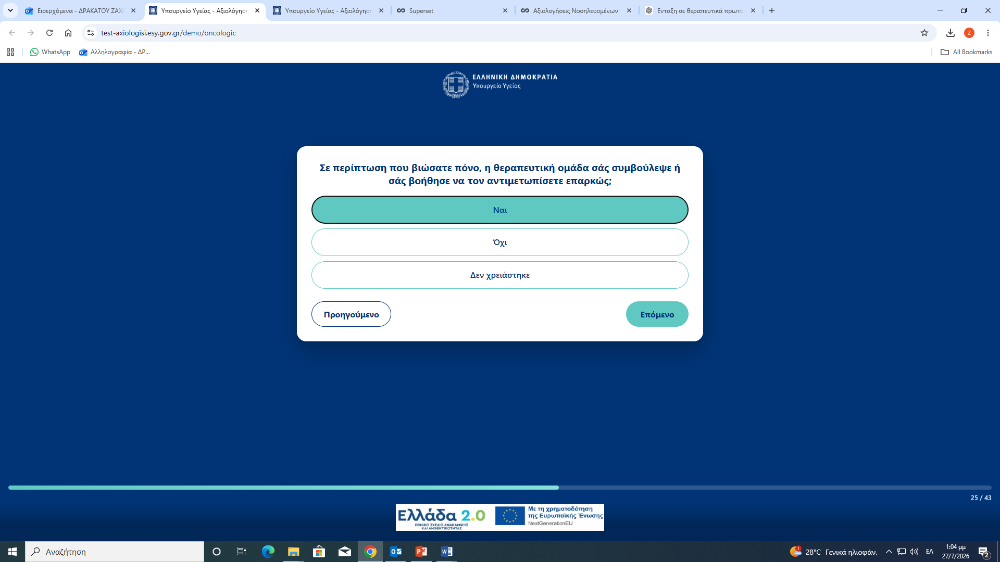 Εισερχόμενα - ΔΡΑΚΑΤΟΥ ΖΑΧΑ
Υπουργείο Υγείας - Αξιολόγηση
Υπουργείο Υγείας - Αξιολόγηση
Superset
Αξιολογήσεις Νοσηλευομένων
Ενταξη σε θεραπευτικά πρωτό
test-axiologisi.esy.gov.gr/demo/oncologic
Z
WhatsApp
Αλληλογραφία - ΔΡ...
All Bookmarks
ΕΛΛΗΝΙΚΗ ΔΗΜΟΚΡΑΤΙΑ
Υπουργείο Υγείας
Σε περίπτωση που βιώσατε πόνο, η θεραπευτική ομάδα σάς συμβούλεψε ή
σάς βοήθησε να τον αντιμετωπίσετε επαρκώς;
Ναι
Όχι
Δεν χρειάστηκε
Προηγούμενο
Επόμενο
25 / 43
Ελλάδα 2.0
ΕΘΝΙΚΟ ΣΧΕΔΙΟ ΑΝΑΚΑΜΨΗΣ
ΚΑΙ ΑΝΘΕΚΤΙΚΟΤΗΤΑΣ
Με τη χρηματοδότηση
της Ευρωπαϊκής Ένωσης
NextGenerationEU
Αναζήτηση
1
28°C Γενικά ηλιοφάν.
ΕΛ
1:04 μμ
27/7/2026
2